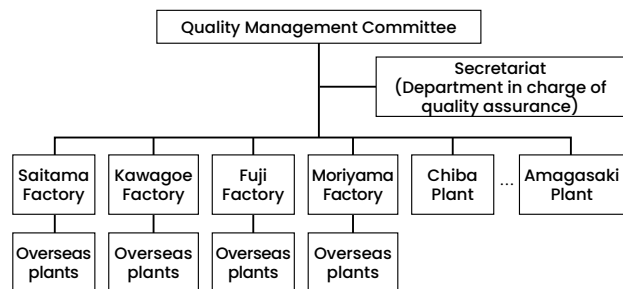 Quality Management Committee
Secretariat
(Department in charge of
quality assurance)
Saitama
Factory
Kawagoe
Factory
Fuji
Factory
Moriyama
Factory
Chiba
Plant
...
Amagasaki
Plant
Overseas
plants
Overseas
plants
Overseas
plants
Overseas
plants